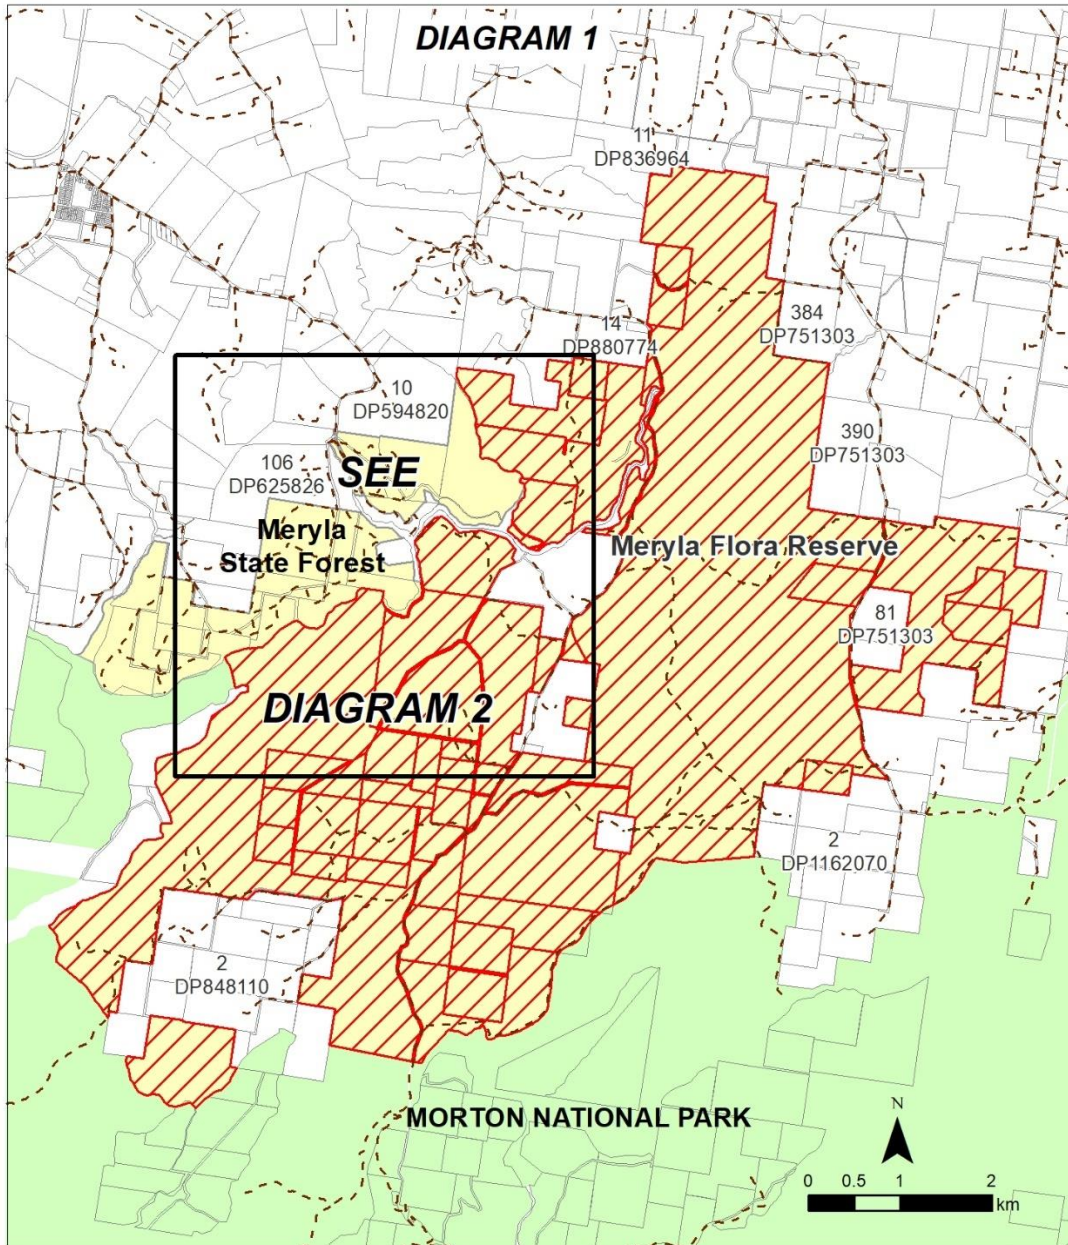 DIAGRAM 1
11
DP836964
384
DP751303
14
DP880774
10
DP594820
390
DP751303
106
DP625826
SEE
Meryla
State Forest
Meryla Flora Reserve
81
DP751303
DIAGRAM 2
2
DP1162070
2
DP848110
MORTON NATIONAL PARK
N
0 0.5 1 2
km